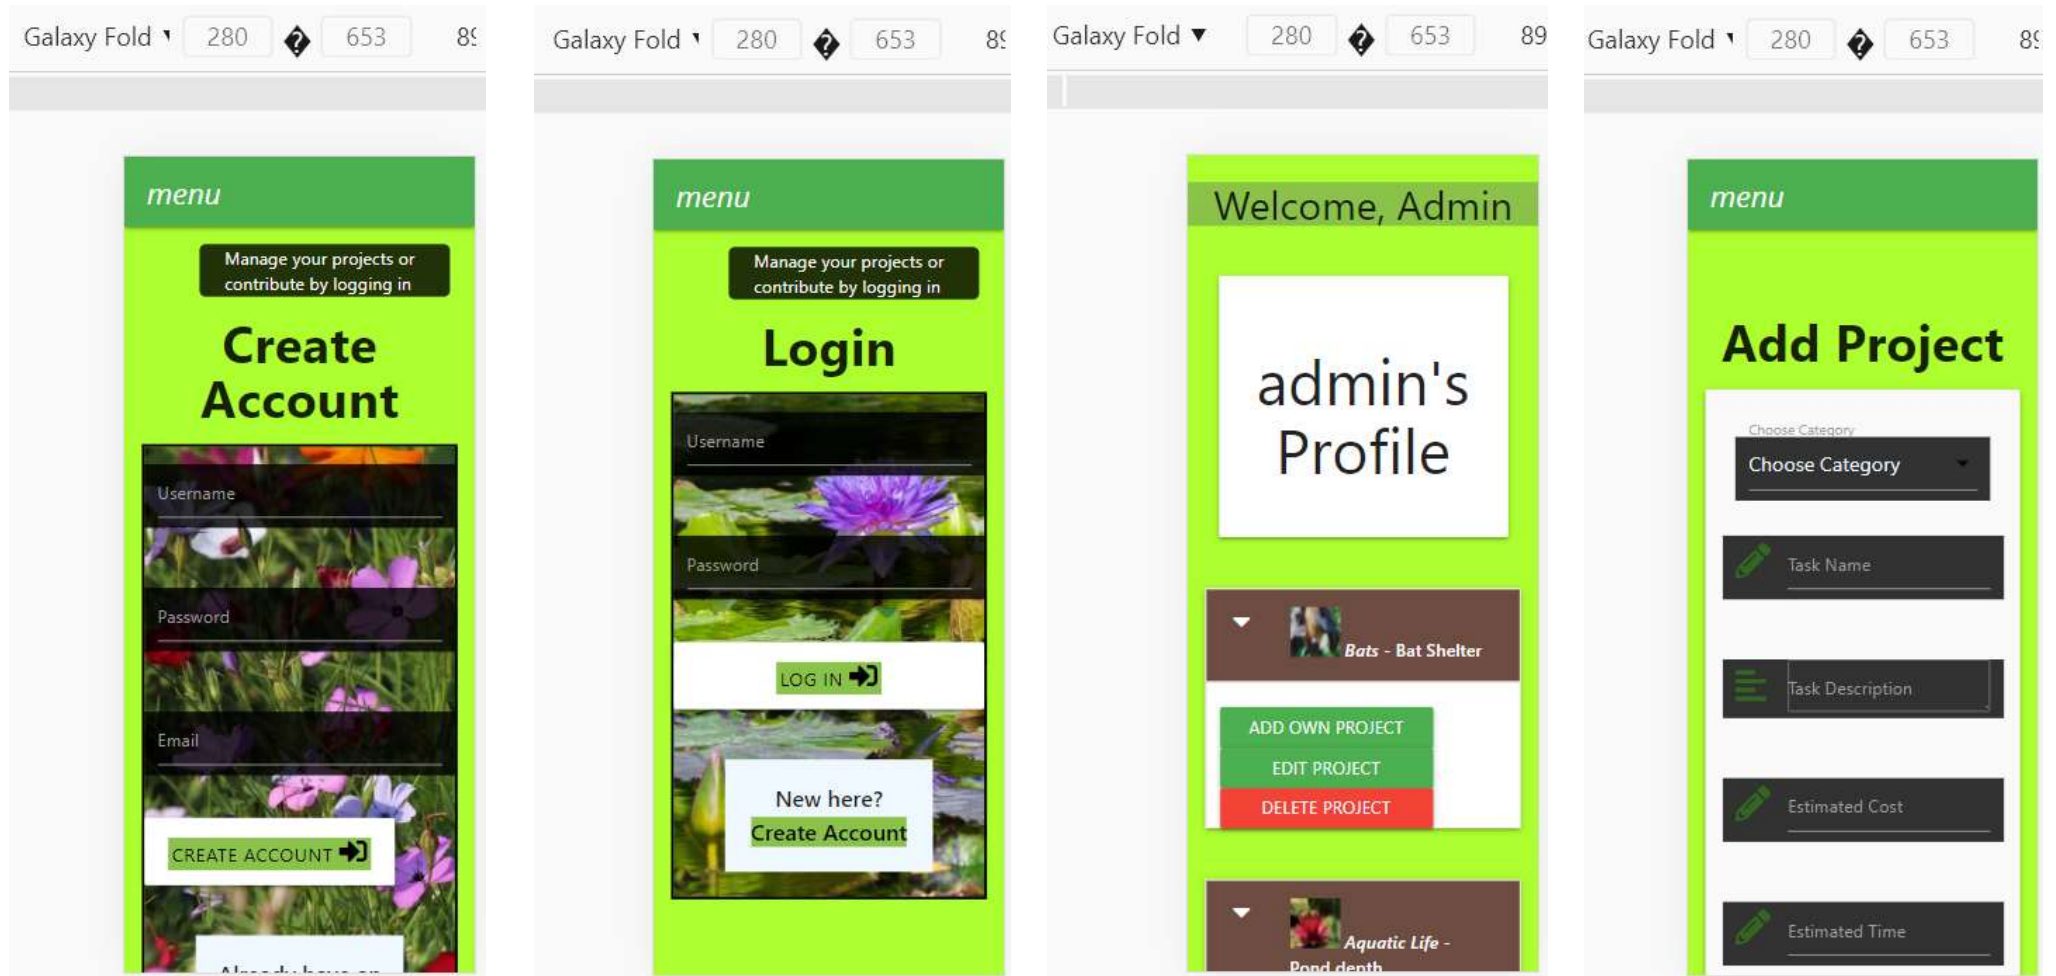 Galaxy Fold
280 � 653
menu
Manage your projects or
contribute by logging in
Create
Account
Username
Password
Email
CREATE ACCOUNT
Galaxy Fold
280 � 653
menu
Manage your projects or
contribute by logging in
Login
Username
Password
LOG IN
New here?
Create Account
Galaxy Fold ▼
280 � 653 89
Welcome, Admin
admin's
Profile
Bats - Bat Shelter
ADD OWN PROJECT
EDIT PROJECT
DELETE PROJECT
Aquatic Life -
Pond depth
Galaxy Fold
280 � 653
menu
Add Project
Choose Category
Choose Category
Task Name
Task Description
Estimated Cost
Estimated Time